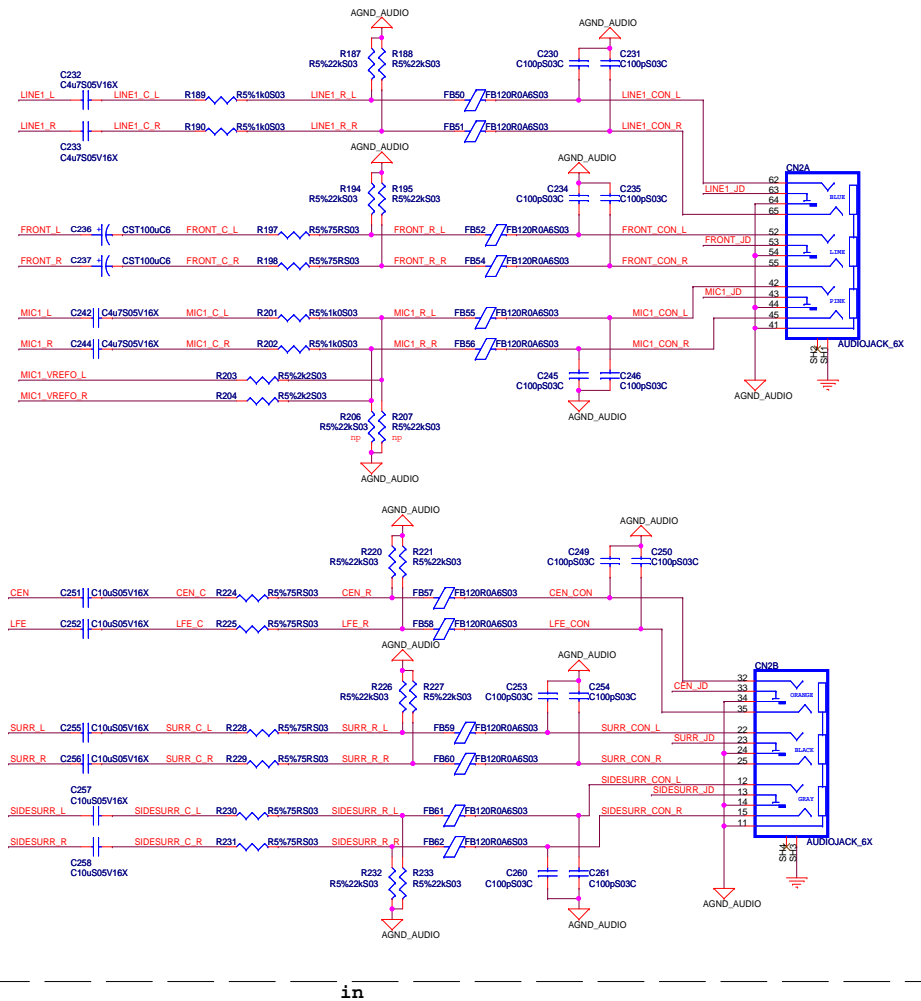 AGND_AUDIO
AGND_AUDIO
R187 R188
R5%22kS03 R5%22kS03
C230 C231
C100pS03C C100pS03C
C232
C4u7S05V16X
LINE1_L LINE1_C_L R189 R5%1k0S03 LINE1_R_L FB50 FB120R0A6S03 LINE1_CON_L
LINE1_R LINE1_C_R R190 R5%1k0S03 LINE1_R_R FB51 FB120R0A6S03 LINE1_CON_R
C233
C4u7S05V16X
AGND_AUDIO
AGND_AUDIO
R194 R195
R5%22kS03 R5%22kS03
C234 C235
C100pS03C C100pS03C
FRONT_L C236 + CST100uC6 FRONT_C_L R197 R5%75RS03 FRONT_R_L FB52 FB120R0A6S03 FRONT_CON_L
FRONT_R C237 + CST100uC6 FRONT_C_R R198 R5%75RS03 FRONT_R_R FB54 FB120R0A6S03 FRONT_CON_R
MIC1_L C242 C4u7S05V16X MIC1_C_L R201 R5%1k0S03 MIC1_R_L FB55 FB120R0A6S03 MIC1_CON_L
MIC1_R C244 C4u7S05V16X MIC1_C_R R202 R5%1k0S03 MIC1_R_R FB56 FB120R0A6S03 MIC1_CON_R
MIC1_VREFO_L R203 R5%2k2S03
MIC1_VREFO_R R204 R5%2k2S03
C245 C246
C100pS03C C100pS03C
AGND_AUDIO
R206 R207
R5%22kS03 R5%22kS03
np np
AGND_AUDIO
CN2A
62
LINE1_JD 63
BLUE
64
65
52
FRONT_JD 53
54
LINE
55
42
MIC1_JD 43
PINK
44
45
41
AUDIOJACK_6X
SH2 SH1
AGND_AUDIO
AGND_AUDIO
AGND_AUDIO
R220 R221
R5%22kS03 R5%22kS03
C249 C250
C100pS03C C100pS03C
CEN C251 C10uS05V16X CEN_C R224 R5%75RS03 CEN_R FB57 FB120R0A6S03 CEN_CON
LFE C252 C10uS05V16X LFE_C R225 R5%75RS03 LFE_R FB58 FB120R0A6S03 LFE_CON
AGND_AUDIO
AGND_AUDIO
R226 R227
R5%22kS03 R5%22kS03
C253 C254
C100pS03C C100pS03C
SURR_L C255 C10uS05V16X SURR_C_L R228 R5%75RS03 SURR_R_L FB59 FB120R0A6S03 SURR_CON_L
SURR_R C256 C10uS05V16X SURR_C_R R229 R5%75RS03 SURR_R_R FB60 FB120R0A6S03 SURR_CON_R
C257
C10uS05V16X
SIDESURR_L SIDESURR_C_L R230 R5%75RS03 SIDESURR_R_L FB61 FB120R0A6S03 SIDESURR_CON_L
SIDESURR_R SIDESURR_C_R R231 R5%75RS03 SIDESURR_R_R FB62 FB120R0A6S03 SIDESURR_CON_R
C258
C10uS05V16X
R232 R233
R5%22kS03 R5%22kS03
AGND_AUDIO
C260 C261
C100pS03C C100pS03C
AGND_AUDIO
CN2B
32
CEN_JD 33
ORANGE
34
35
22
SURR_JD 23
24
BLACK
25
12
SIDESURR_JD 13
GRAY
14
15
11
AUDIOJACK_6X
SH4 SH3
AGND_AUDIO
in